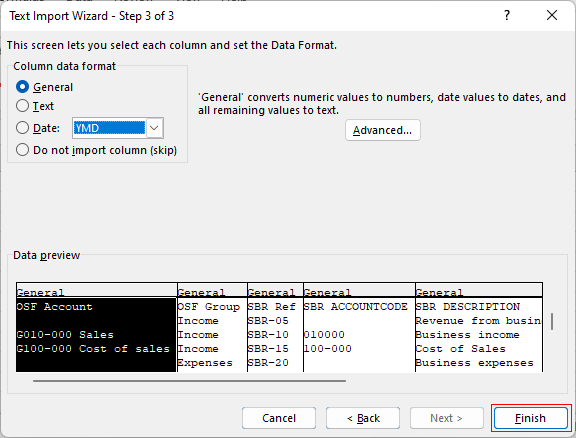 Text Import Wizard - Step 3 of 3
This screen lets you select each column and set the Data Format.
Column data format
General
Text
Date: YMD
Do not import column (skip)
'General' converts numeric values to numbers, date values to dates, and
all remaining values to text.
Advanced...
Data preview
General General General General General
OSF Account OSF Group SBR Ref SBR ACCOUNTCODE SBR DESCRIPTION
Income SBR-05 Revenue from busin
G010-000 Sales Income SBR-10 010000 Business income
G100-000 Cost of sales Income SBR-15 100-000 Cost of Sales
Expenses SBR-20 Business expenses
Cancel < Back Next > Finish